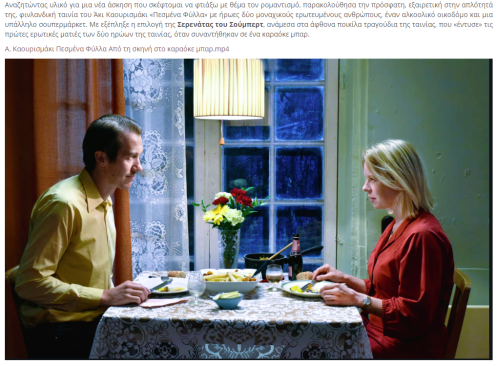 Αναζητώντας υλικό για μια νέα άσκηση που σκέφτομαι να φτιάξω με θέμα τον ρομαντισμό, παρακολούθησα την πρόσφατη, εξαιρετική στην απλότητά
της, φινλανδική ταινία του Άκι Καουρισμάκι «Πεσμένα Φύλλα» με ήρωες δύο μοναχικούς ερωτευμένους ανθρώπους, έναν αλκοολικό οικοδόμο και μια
υπάλληλο σουπερμάρκετ. Με εξέπληξε η επιλογή της Σερενάτας του Σούμπερτ, ανάμεσα στα άφθονα ποικίλα τραγούδια της ταινίας, που «έντυσε» τις
πρώτες ερωτικές ματιές των δύο ηρώων της ταινίας, όταν συναντήθηκαν σε ένα καραόκε μπαρ.
Α. Καουρισμάκι Πεσμένα Φύλλα Από τη σκηνή στο καραόκε μπαρ.mp4